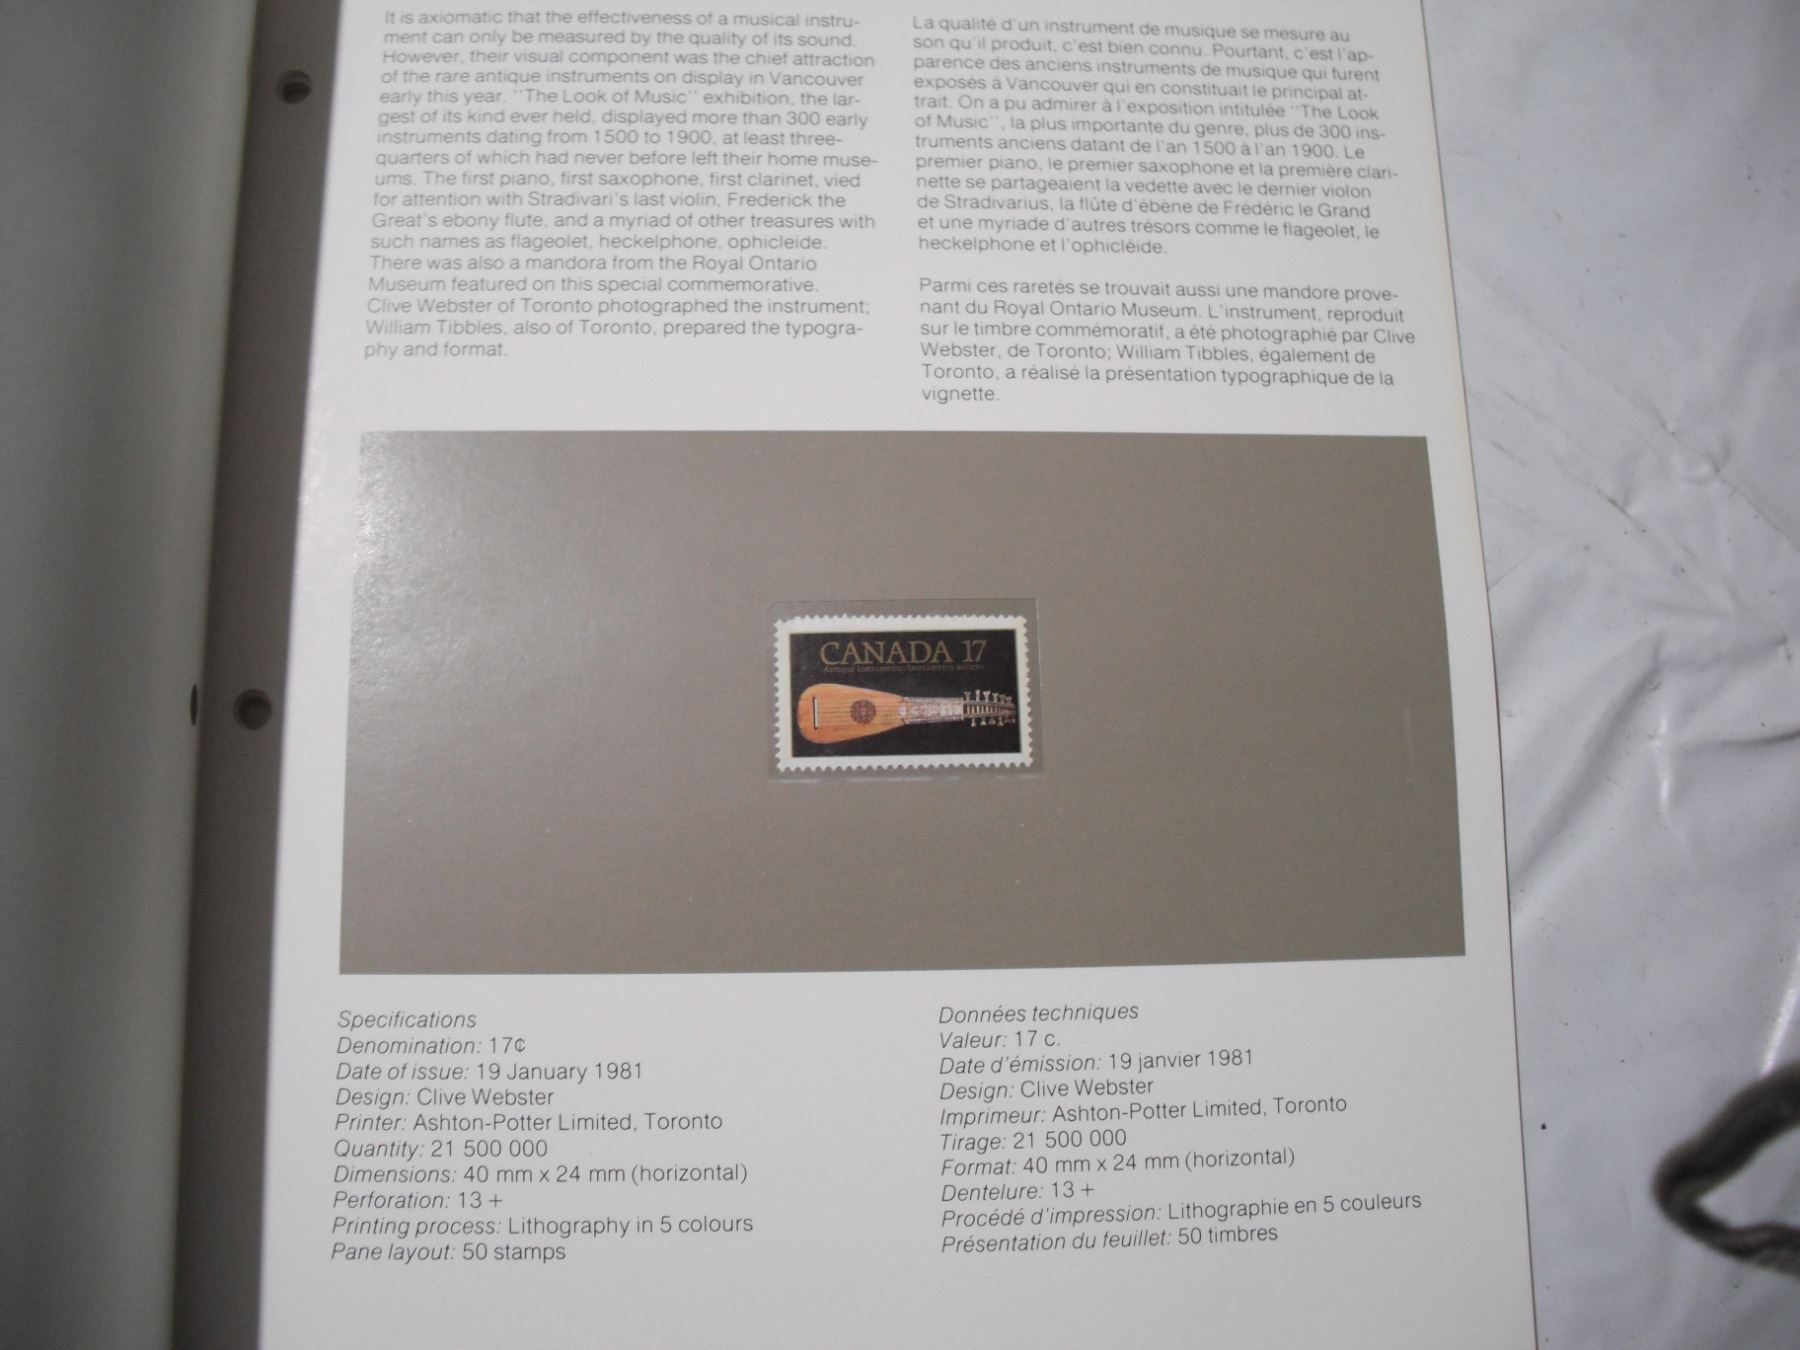 It is axiomatic that the effectiveness of a musical instru-
ment can only be measured by the quality of its sound.
However, their visual component was the chief attraction
of the rare antique instruments on display in Vancouver
early this year. "The Look of Music" exhibition, the lar-
gest of its kind ever held, displayed more than 300 early
instruments dating from 1500 to 1900, at least three-
quarters of which had never before left their home muse-
ums. The first piano, first saxophone, first clarinet, vied
for attention with Stradivari's last violin, Frederick the
Great's ebony flute, and a myriad of other treasures with
such names as flageolet, heckelphone, ophicleide.
There was also a mandora from the Royal Ontario
Museum featured on this special commemorative.
Clive Webster of Toronto photographed the instrument;
William Tibbles, also of Toronto, prepared the typogra-
phy and format.
La qualité d'un instrument de musique se mesure au
son qu'il produit, c'est bien connu. Pourtant, c'est l'ap-
parence des anciens instruments de musique qui furent
exposés à Vancouver qui en constituait le principal at-
trait. On a pu admirer à l'exposition intitulée "The Look
of Music", la plus importante du genre, plus de 300 ins-
truments anciens datant de l'an 1500 à l'an 1900. Le
premier piano, le premier saxophone et la première clari-
nette se partageaient la vedette avec le dernier violon
de Stradivarius, la flûte d'ébène de Frédéric le Grand
et une myriade d'autres trésors comme le flageolet, le
heckelphone et l'ophicléide.
Parmi ces raretés se trouvait aussi une mandore prove-
nant du Royal Ontario Museum. L'instrument, reproduit
sur le timbre commémoratif, a été photographié par Clive
Webster, de Toronto; William Tibbles, également de
Toronto, a réalisé la présentation typographique de la
vignette.
CANADA 17
Antique Instruments/Instruments anciens
Specifications
Denomination: 17¢
Date of issue: 19 January 1981
Design: Clive Webster
Printer: Ashton-Potter Limited, Toronto
Quantity: 21 500 000
Dimensions: 40 mm x 24 mm (horizontal)
Perforation: 13 +
Printing process: Lithography in 5 colours
Pane layout: 50 stamps
Données techniques
Valeur: 17 c.
Date d'émission: 19 janvier 1981
Design: Clive Webster
Imprimeur: Ashton-Potter Limited, Toronto
Tirage: 21 500 000
Format: 40 mm x 24 mm (horizontal)
Dentelure: 13 +
Procédé d'impression: Lithographie en 5 couleurs
Présentation du feuillet: 50 timbres